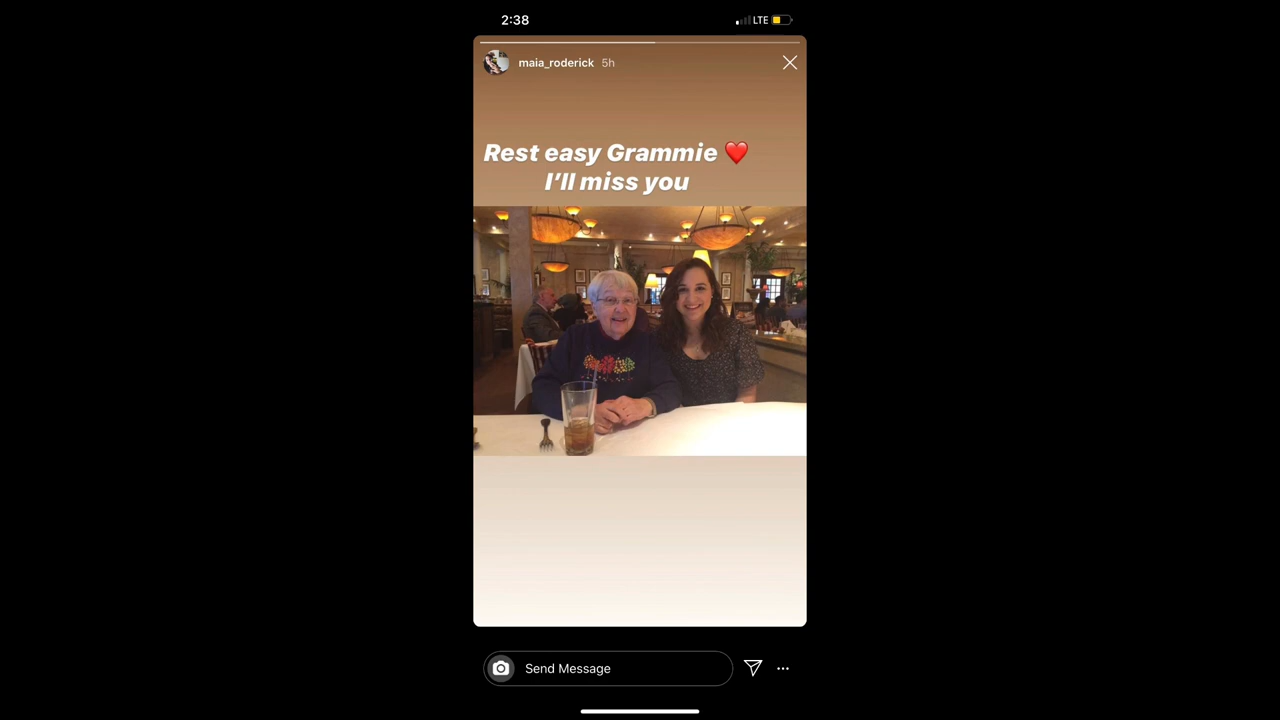 2:38
LTE
maia_roderick 5h
Rest easy Grammie ❤️
I’ll miss you
Send Message